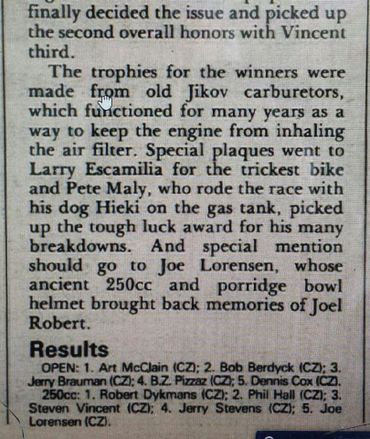 finally decided the issue and picked up
the second overall honors with Vincent
third.
The trophies for the winners were
made from old Jikov carburetors,
which functioned for many years as a
way to keep the engine from inhaling
the air filter. Special plaques went to
Larry Escamilia for the trickest bike
and Pete Maly, who rode the race with
his dog Hieki on the gas tank, picked
up the tough luck award for his many
breakdowns. And special mention
should go to Joe Lorensen, whose
ancient 250cc and porridge bowl
helmet brought back memories of Joel
Robert.
Results
OPEN: 1. Art McClain (CZ); 2. Bob Berdyck (CZ); 3.
Jerry Brauman (CZ); 4. B.Z. Pizzaz (CZ); 5. Dennis Cox (CZ).
250cc: 1. Robert Dykmans (CZ); 2. Phil Hall (CZ); 3.
Steven Vincent (CZ); 4. Jerry Stevens (CZ); 5. Joe
Lorensen (CZ).